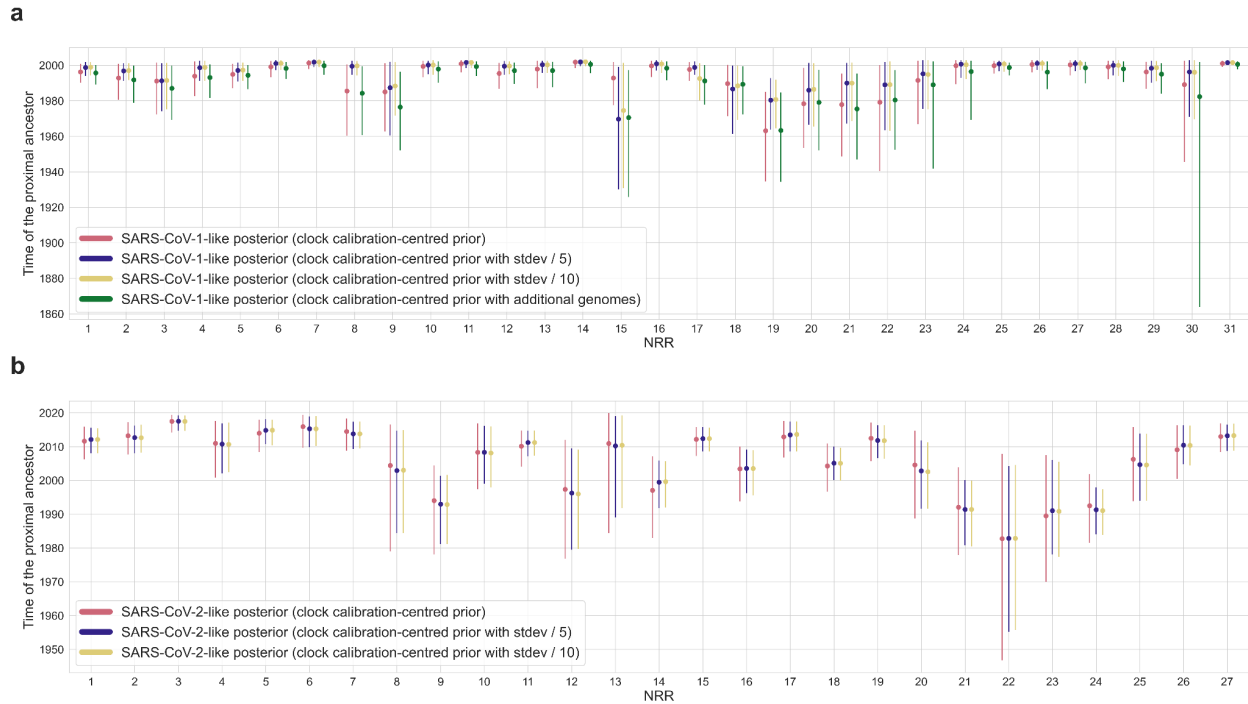 a
2000
1980
1960
1940
1920
1900
1880
1860
Time of the proximal ancestor
SARS-CoV-1-like posterior (clock calibration-centred prior)
SARS-CoV-1-like posterior (clock calibration-centred prior with stdev / 5)
SARS-CoV-1-like posterior (clock calibration-centred prior with stdev / 10)
SARS-CoV-1-like posterior (clock calibration-centred prior with additional genomes)
1 2 3 4 5 6 7 8 9 10 11 12 13 14 15 16 17 18 19 20 21 22 23 24 25 26 27 28 29 30 31
NRR
b
2020
2010
2000
1990
1980
1970
1960
1950
Time of the proximal ancestor
SARS-CoV-2-like posterior (clock calibration-centred prior)
SARS-CoV-2-like posterior (clock calibration-centred prior with stdev / 5)
SARS-CoV-2-like posterior (clock calibration-centred prior with stdev / 10)
1 2 3 4 5 6 7 8 9 10 11 12 13 14 15 16 17 18 19 20 21 22 23 24 25 26 27
NRR